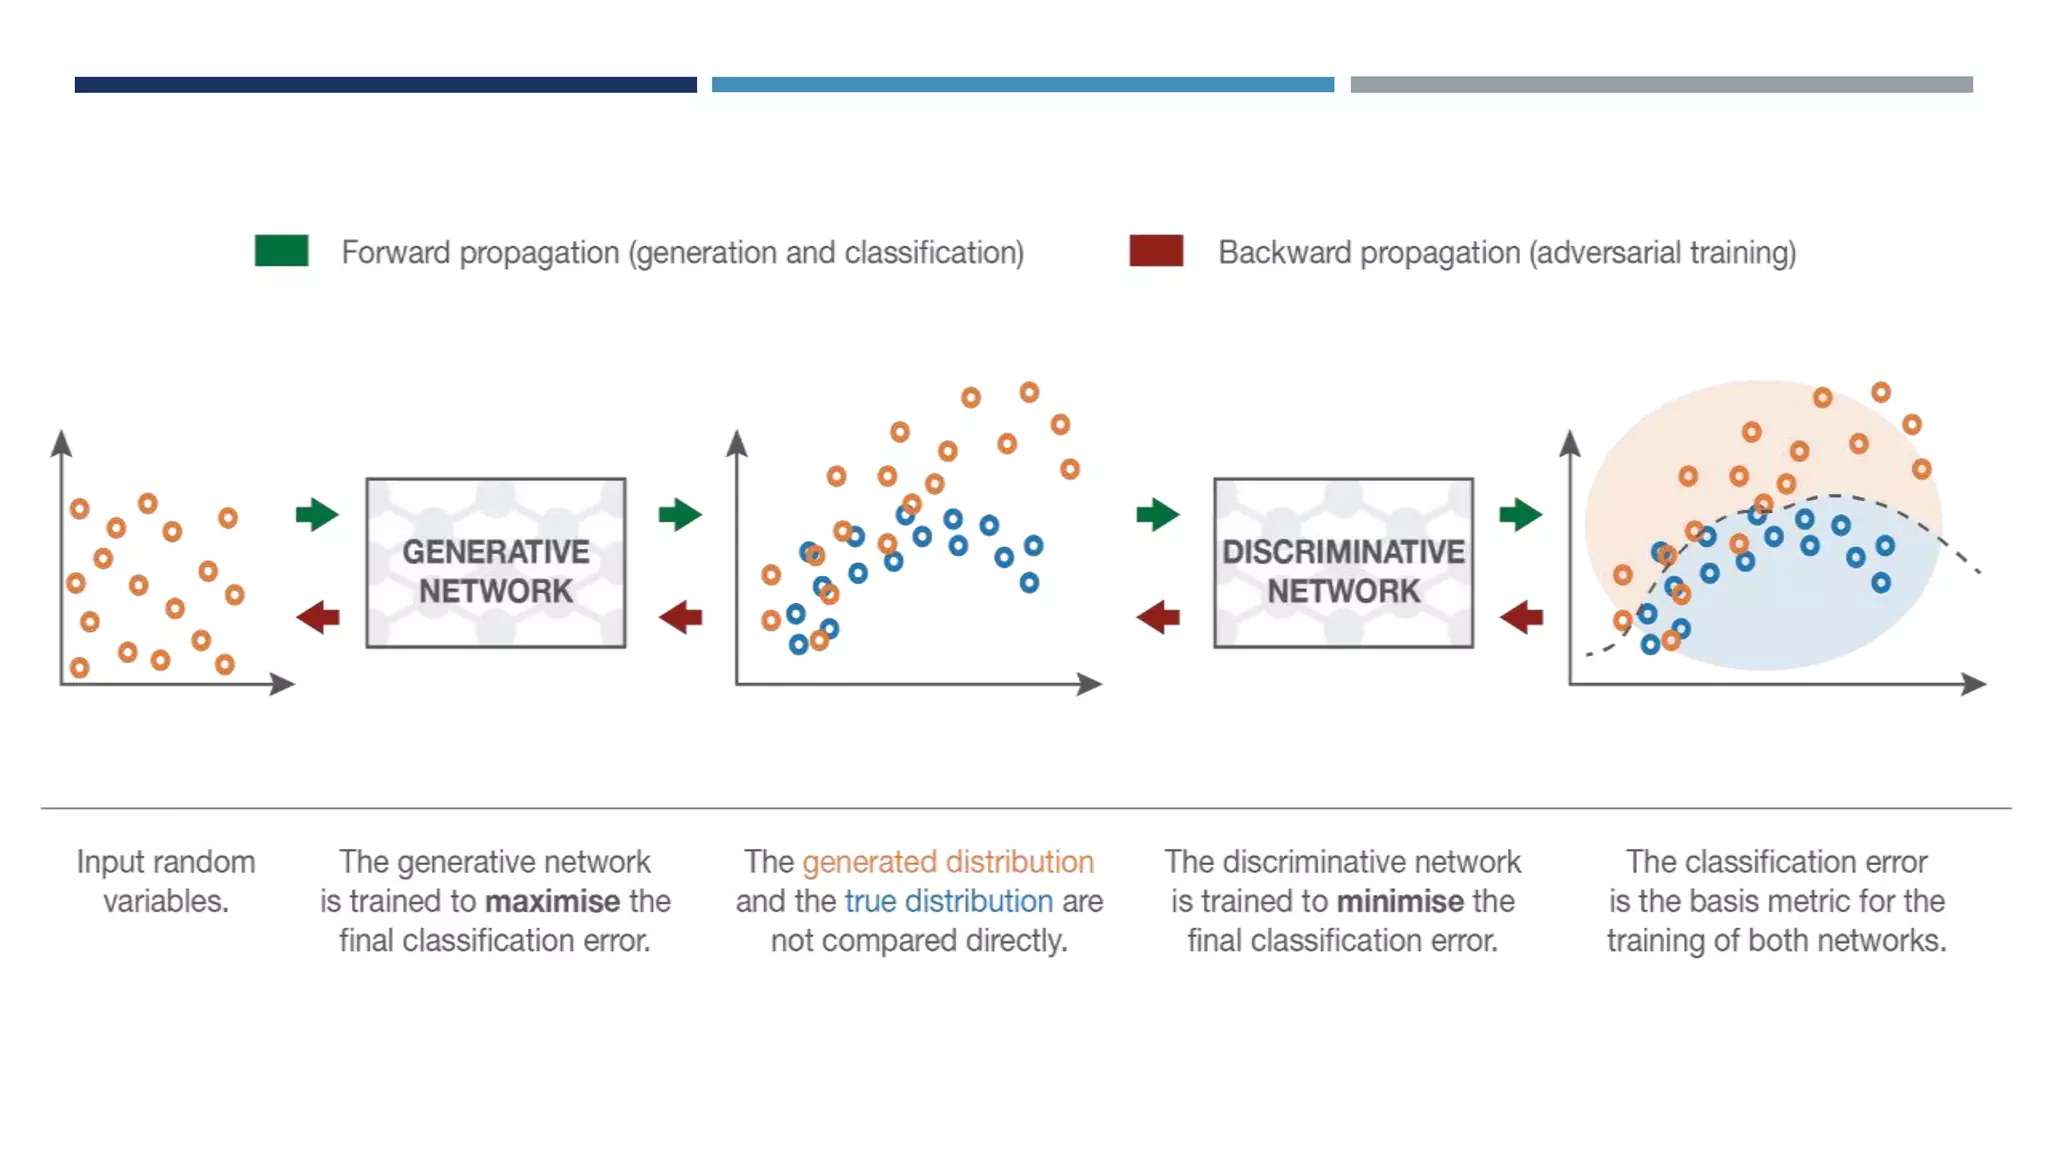 Forward propagation (generation and classification)
Backward propagation (adversarial training)
GENERATIVE
NETWORK
DISCRIMINATIVE
NETWORK
Input random
variables.
The generative network
is trained to maximise the
final classification error.
The generated distribution
and the true distribution are
not compared directly.
The discriminative network
is trained to minimise the
final classification error.
The classification error
is the basis metric for the
training of both networks.